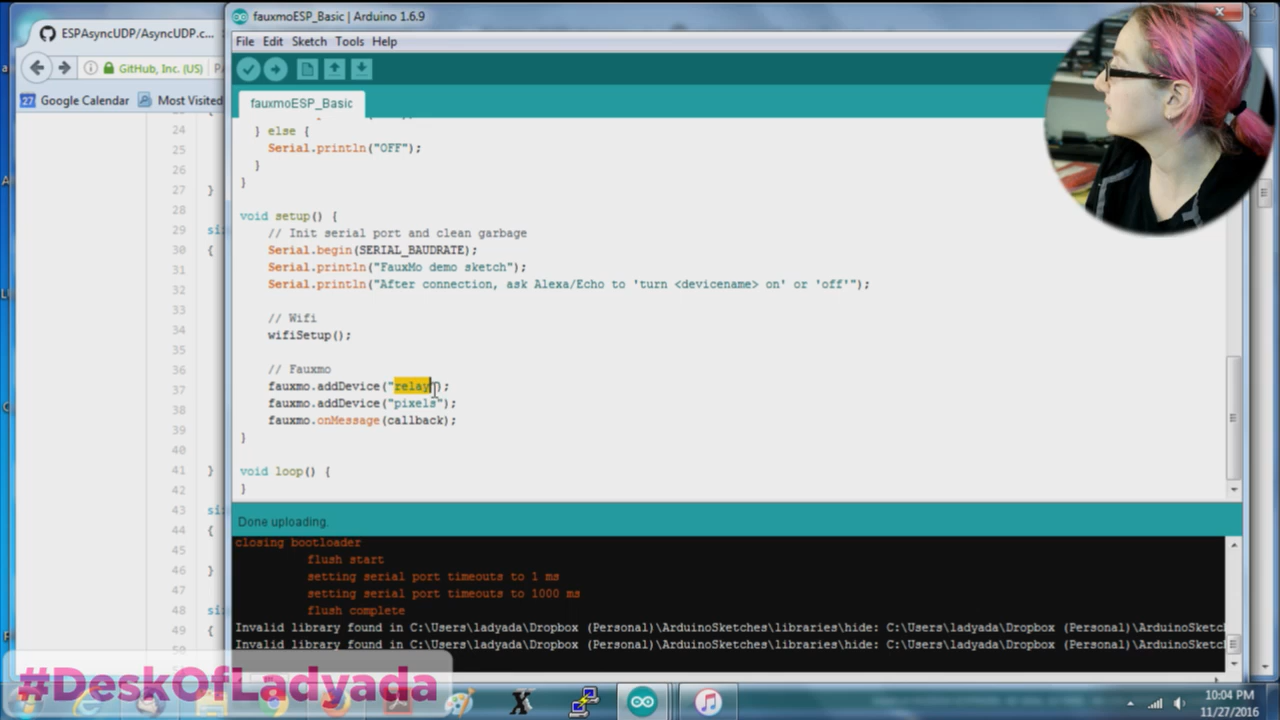 fauxmoESP_Basic | Arduino 1.6.9
ESPAsyncUDP/AsyncUDP.c...
File Edit Sketch Tools Help
GitHub, Inc. (US)
27 Google Calendar Most Visited
fauxmoESP_Basic
24 } else {
25 Serial.println("OFF");
26 }
27 } }
28
29 void setup() {
30 // Init serial port and clean garbage
Serial.begin(SERIAL_BAUDRATE);
31 Serial.println("FauxMo demo sketch");
32 Serial.println("After connection, ask Alexa/Echo to 'turn <devicename> on' or 'off'");
33
34 // Wifi
wifiSetup();
35
36 // Fauxmo
37 fauxmo.addDevice("relay");
38 fauxmo.addDevice("pixels");
39 fauxmo.onMessage(callback);
}
40
41 } void loop() {
42 }
43
44 {
45 Done uploading.
closing bootloader
46 } flush start
47 setting serial port timeouts to 1 ms
setting serial port timeouts to 1000 ms
48 flush complete
49 { Invalid library found in C:\Users\ladyada\Dropbox (Personal)\ArduinoSketches\libraries\hide: C:\Users\ladyada\Dropbox (Personal)\ArduinoSketch
Invalid library found in C:\Users\ladyada\Dropbox (Personal)\ArduinoSketches\libraries\hide: C:\Users\ladyada\Dropbox (Personal)\ArduinoSketch
#DeskOfLadyada
10:04 PM
11/27/2016